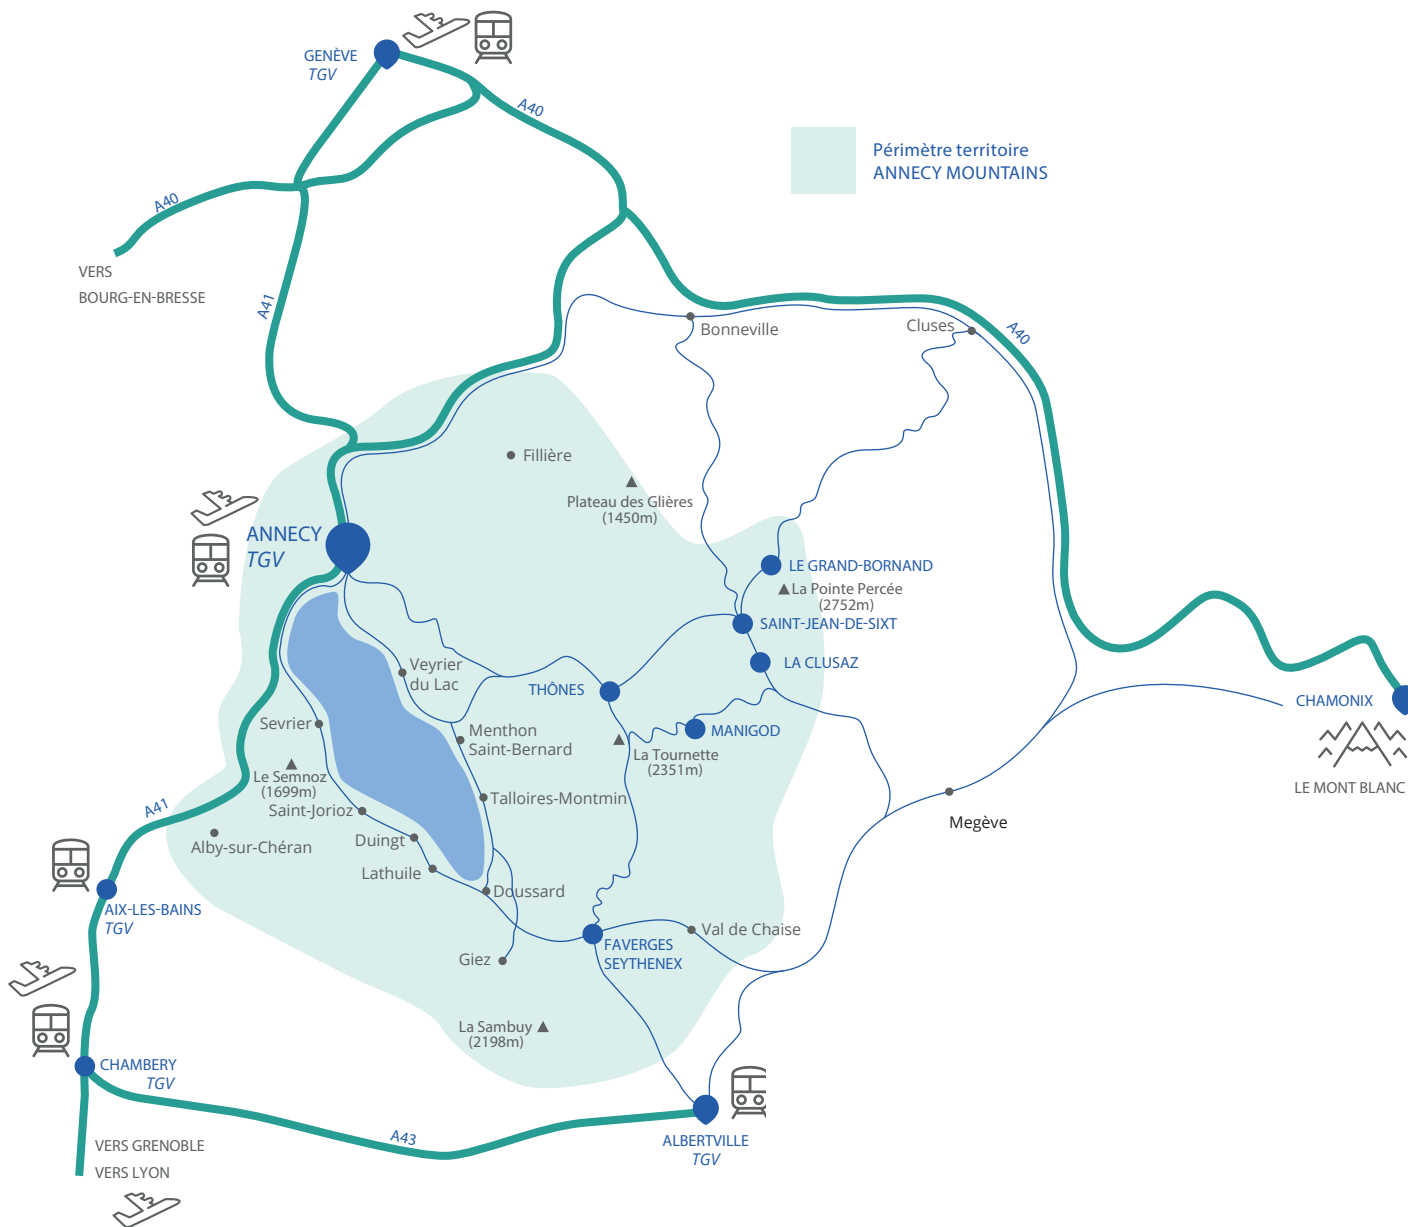 GENÈVE
TGV
A40
Périmètre territoire
ANNECY MOUNTAINS
A40
VERS
BOURG-EN-BRESSE
A41
Bonneville
Cluses
A40
Fillière
Plateau des Glières
(1450m)
ANNECY
TGV
LE GRAND-BORNAND
La Pointe Percée
(2752m)
SAINT-JEAN-DE-SIXT
LA CLUSAZ
Veyrier
du Lac
THÔNES
CHAMONIX
Sevrier
Menthon
Saint-Bernard
MANIGOD
La Tournette
(2351m)
Le Semnoz
(1699m)
LE MONT BLANC
Talloires-Montmin
A41
Saint-Jorioz
Megève
Alby-sur-Chéran
Duingt
Lathuile
Doussard
AIX-LES-BAINS
TGV
Val de Chaise
FAVERGES
SEYTHENEX
Giez
La Sambuy
(2198m)
CHAMBERY
TGV
A43
ALBERTVILLE
TGV
VERS GRENOBLE
VERS LYON